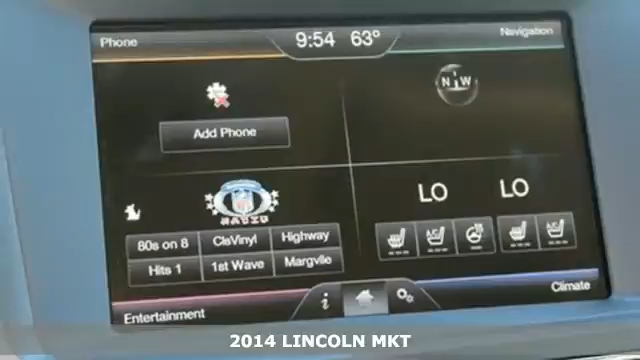 Phone 9:54 63° Navigation
N W
Add Phone
LO LO
80s on 8 ClsVinyl Highway
Hits 1 1st Wave Margvlle
A/C A/C
i
Entertainment Climate
2014 LINCOLN MKT